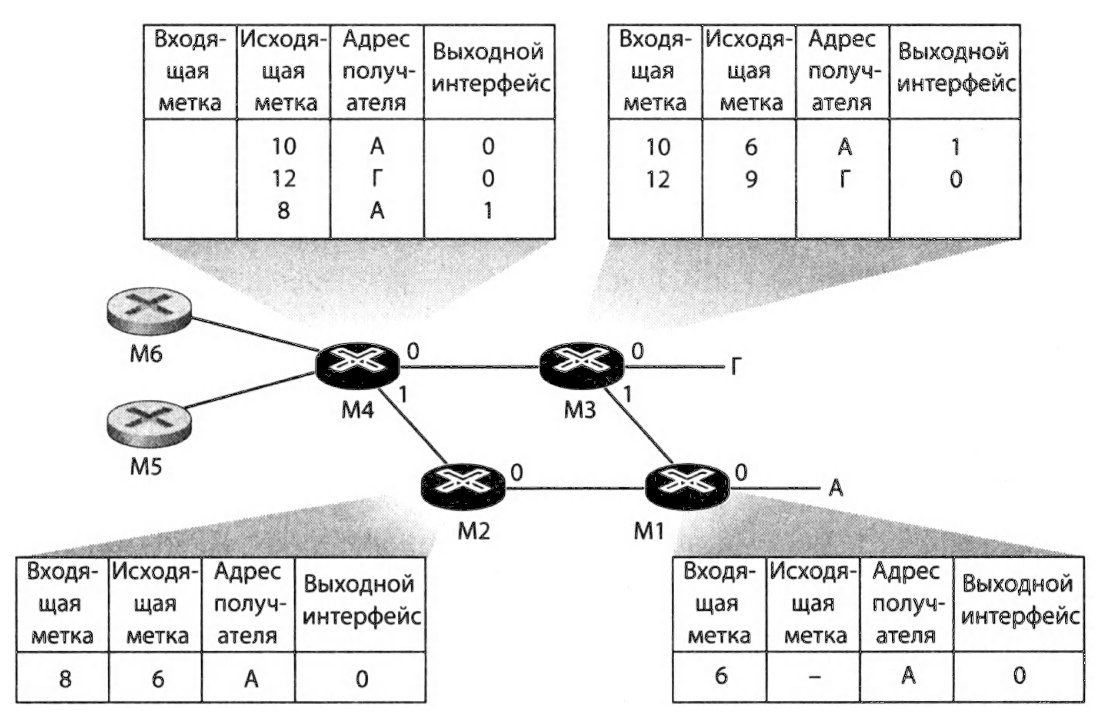 Входя- Исходя- Адрес Выходной
щая щая получ- интерфейс
метка метка ателя
10 А 0
12 Г 0
8 А 1
Входя- Исходя- Адрес Выходной
щая щая получ- интерфейс
метка метка ателя
10 6 А 1
12 9 Г 0
М6
М5
0
М4
1
0
М3
1
Г
0
М2
0
М1
А
Входя- Исходя- Адрес Выходной
щая щая получ- интерфейс
метка метка ателя
8 6 А 0
Входя- Исходя- Адрес Выходной
щая щая получ- интерфейс
метка метка ателя
6 – А 0